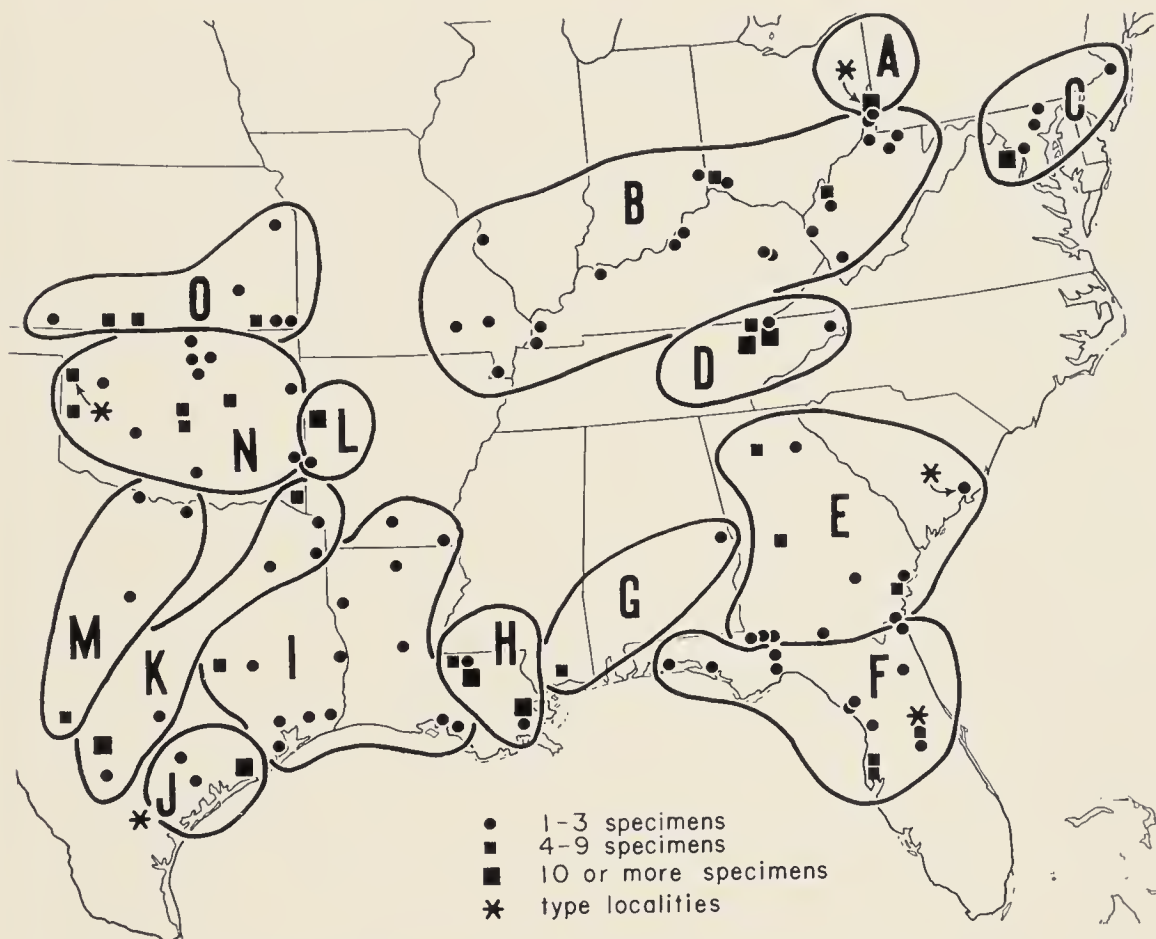 A
C
B
O
D
L
N
E
G
H
M
I
K
F
J
1-3 specimens
4-9 specimens
10 or more specimens
type localities